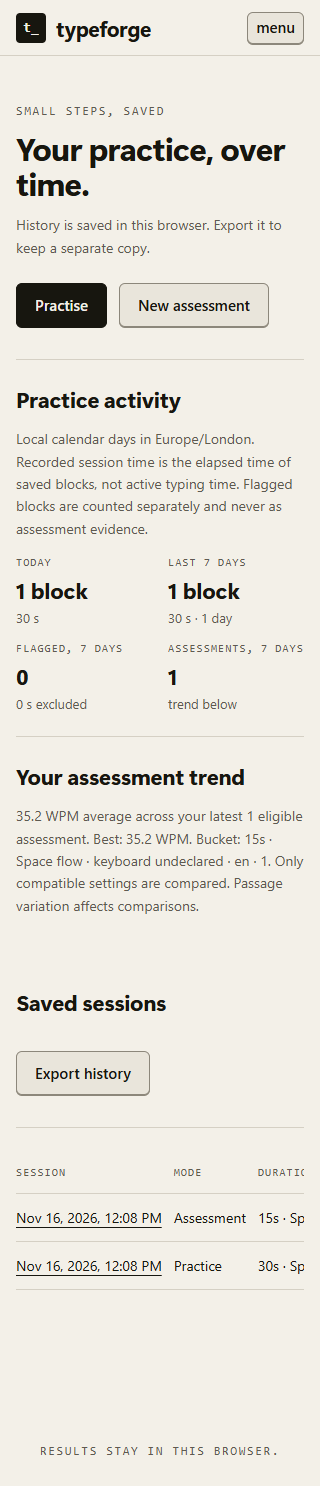 t_ typeforge menu
SMALL STEPS, SAVED
Your practice, over
time.
History is saved in this browser. Export it to
keep a separate copy.
Practise New assessment
Practice activity
Local calendar days in Europe/London.
Recorded session time is the elapsed time of
saved blocks, not active typing time. Flagged
blocks are counted separately and never as
assessment evidence.
TODAY LAST 7 DAYS
1 block 1 block
30 s 30 s · 1 day
FLAGGED, 7 DAYS ASSESSMENTS, 7 DAYS
0 1
0 s excluded trend below
Your assessment trend
35.2 WPM average across your latest 1 eligible
assessment. Best: 35.2 WPM. Bucket: 15s ·
Space flow · keyboard undeclared · en · 1. Only
compatible settings are compared. Passage
variation affects comparisons.
Saved sessions
Export history
SESSION MODE
Nov 16, 2026, 12:08 PM Assessment 15s · Sp
Nov 16, 2026, 12:08 PM Practice 30s · Sp
RESULTS STAY IN THIS BROWSER.